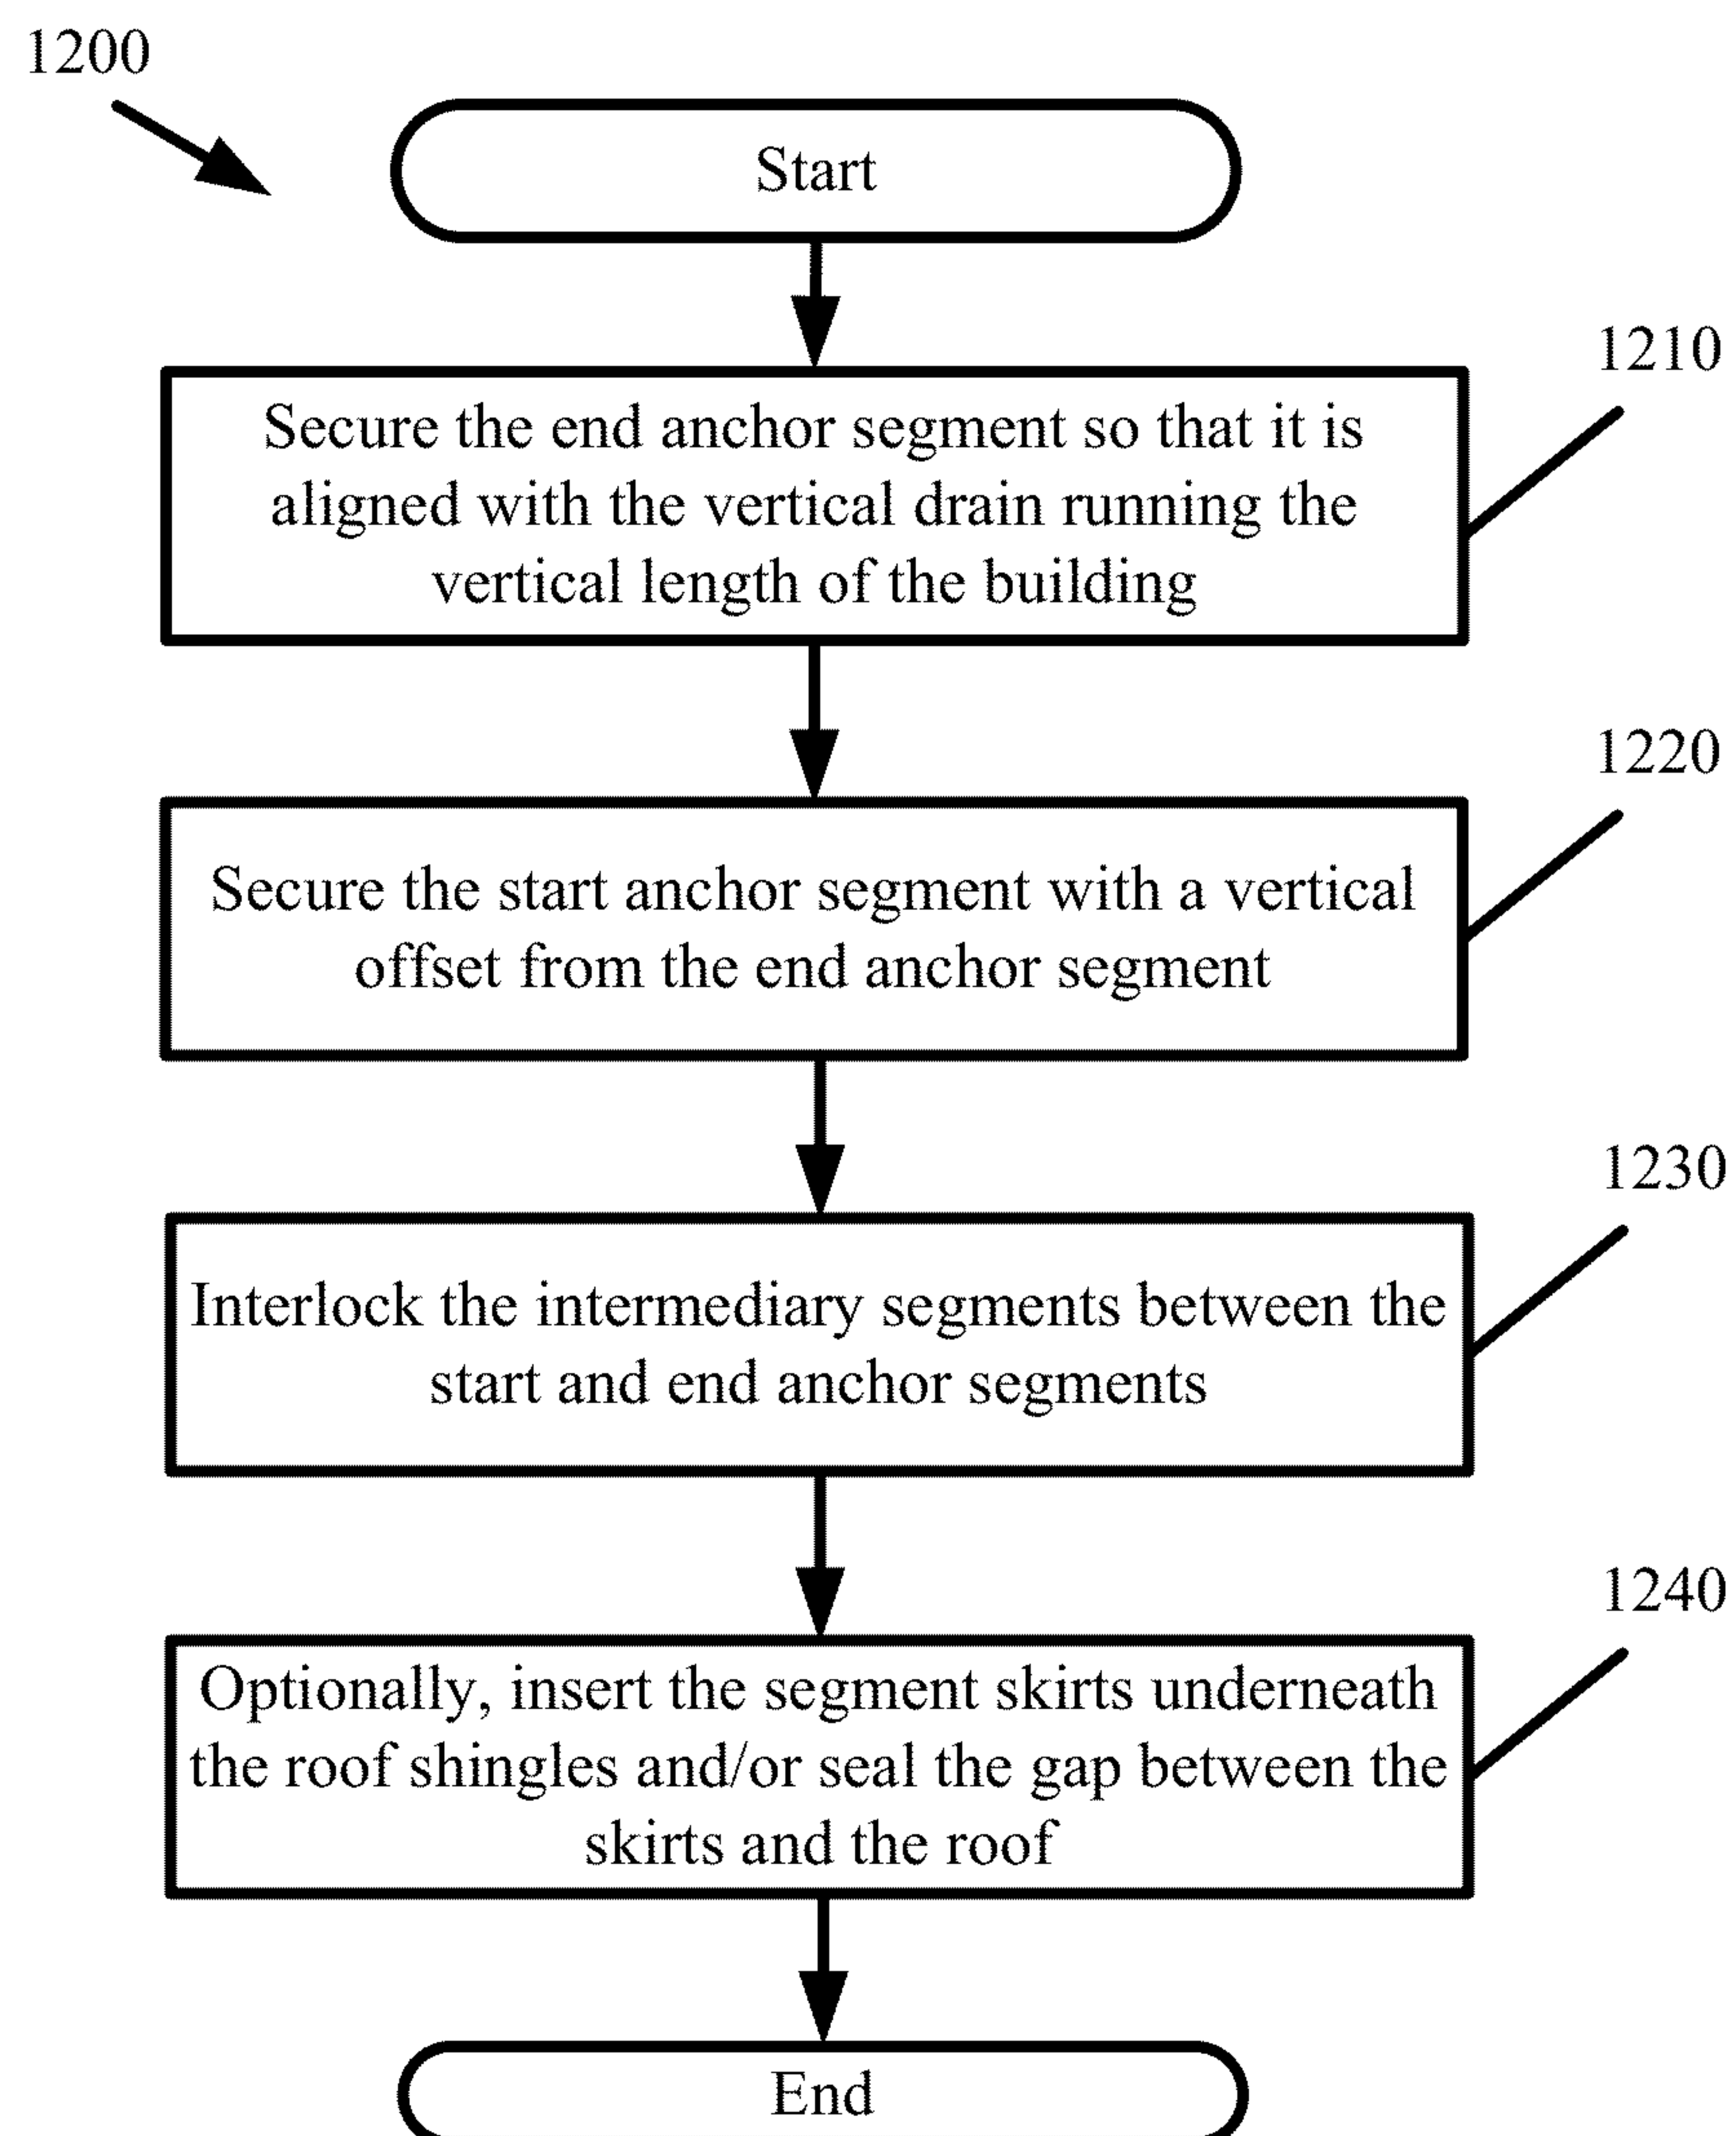 1200
Start
1210
Secure the end anchor segment so that it is
aligned with the vertical drain running the
vertical length of the building
1220
Secure the start anchor segment with a vertical
offset from the end anchor segment
1230
Interlock the intermediary segments between the
start and end anchor segments
1240
Optionally, insert the segment skirts underneath
the roof shingles and/or seal the gap between the
skirts and the roof
End